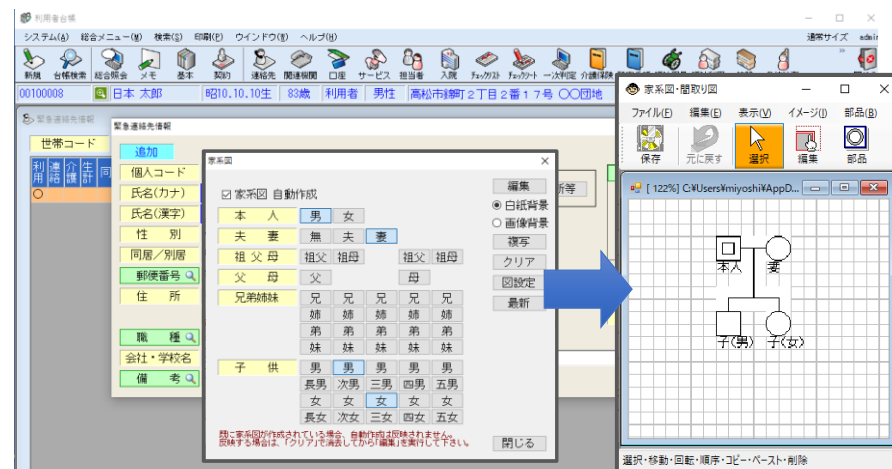 利用者台帳
システム(A) 総合メニュー(M) 検索(S) 印刷(P) ウインドウ(W) ヘルプ(H) 通常サイズ admin
新規 台帳検索 総合照会 メモ 基本 契約 連絡先 関連機関 口座 サービス 担当者 入院 チェックリスト チェックシート 一次判定 介護保険
00100008 日本 太郎 昭10.10.10生 83歳 利用者 男性 高松市錦町2丁目2番17号 〇〇団地
緊急連絡先情報
世帯コード
利用 連絡 介護 生計 同
緊急連絡先情報
追加
個人コード
氏名(カナ)
氏名(漢字)
性 別
同居/別居
郵便番号
住 所
職 種
会社・学校名
備 考
所等
家系図
家系図 自動作成
本 人 男 女
夫 妻 無 夫 妻
祖 父 母 祖父 祖母 祖父 祖母
父 母 父 母
兄弟姉妹 兄 兄 兄 兄 兄
姉 姉 姉 姉 姉
弟 弟 弟 弟 弟
妹 妹 妹 妹 妹
子 供 男 男 男 男 男
長男 次男 三男 四男 五男
女 女 女 女 女
長女 次女 三女 四女 五女
既に家系図が作成されている場合、自動作成は反映されません。
反映する場合は、「クリア」で消去してから「編集」を実行して下さい。
編集
白紙背景
画像背景
複写
クリア
図設定
最新
閉じる
家系図・間取り図
ファイル(F) 編集(E) 表示(V) イメージ(I) 部品(B)
保存 元に戻す 選択 編集 部品
[ 122%] C:¥Users¥miyoshi¥AppD...
本人 妻
子(男) 子(女)
選択・移動・回転・順序・コピー・ペースト・削除